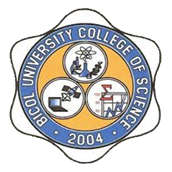 BICOL UNIVERSITY COLLEGE OF SCIENCE
• 2004 •